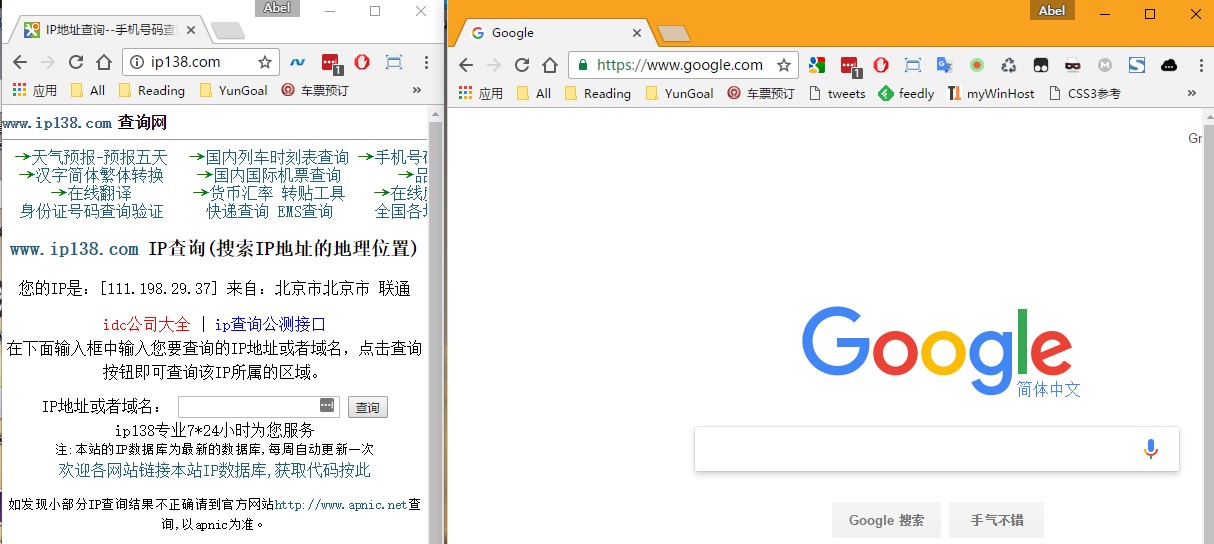 Abel
IP地址查询--手机号码查
ip138.com
1
应用 All Reading YunGoal 车票预订 »
www.ip138.com 查询网
→天气预报-预报五天 →国内列车时刻表查询 →手机号
→汉字简体繁体转换 →国内国际机票查询 →
→在线翻译 →货币汇率 转贴工具 →在线
身份证号码查询验证 快递查询 EMS查询 全国各
www.ip138.com IP查询(搜索IP地址的地理位置)
您的IP是：[111.198.29.37] 来自：北京市北京市 联通
idc公司大全 | ip查询公测接口
在下面输入框中输入您要查询的IP地址或者域名，点击查询
按钮即可查询该IP所属的区域。
IP地址或者域名： 查询
ip138专业7*24小时为您服务
注:本站的IP数据库为最新的数据库,每周自动更新一次
欢迎各网站链接本站IP数据库,获取代码按此
如发现小部分IP查询结果不正确请到官方网站http://www.apnic.net查
询,以apnic为准。
Abel
Google
https://www.google.com
1
应用 All Reading YunGoal 车票预订 tweets feedly myWinHost CSS3参考 »
Gr
Google
简体中文
Google 搜索 手气不错